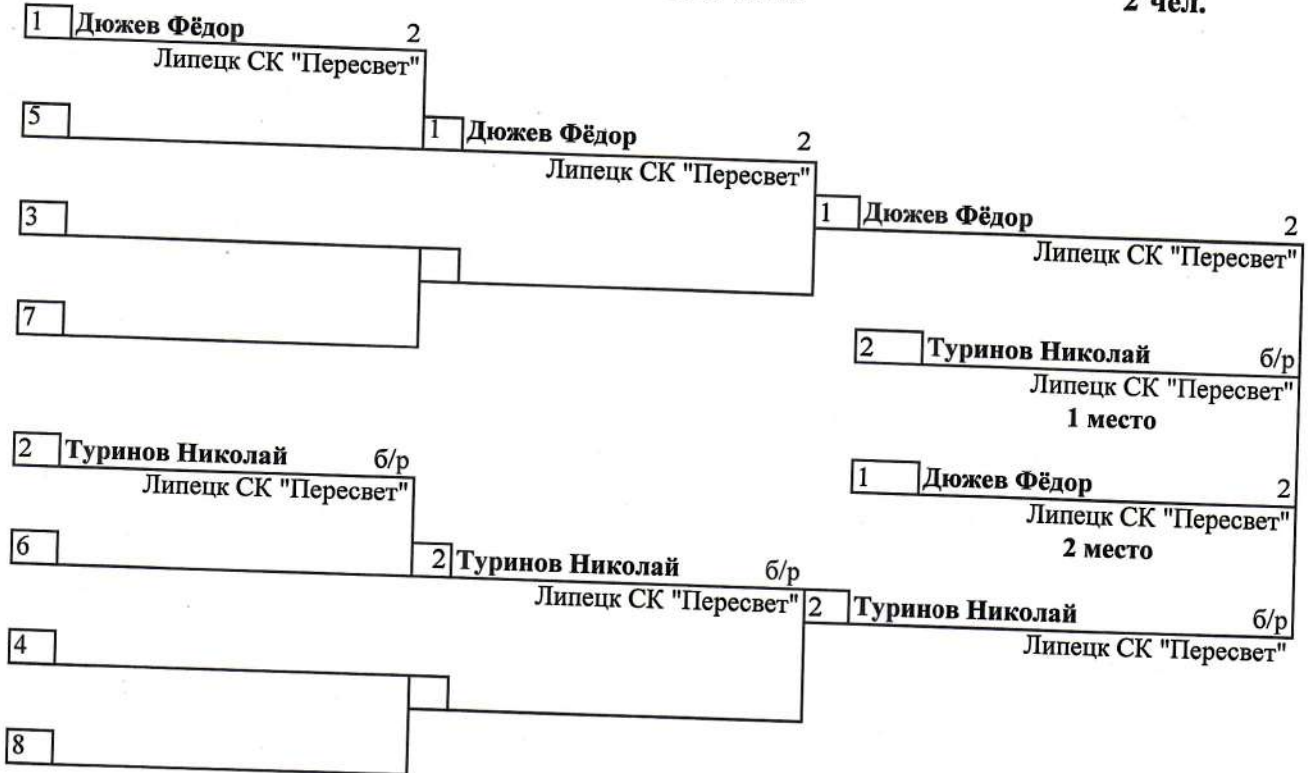 2 чел.
1 Дюжев Фёдор 2
Липецк СК "Пересвет"
5
1 Дюжев Фёдор 2
Липецк СК "Пересвет"
3
1 Дюжев Фёдор 2
Липецк СК "Пересвет"
7
2 Туринов Николай б/р
Липецк СК "Пересвет"
1 место
2 Туринов Николай б/р
Липецк СК "Пересвет"
1 Дюжев Фёдор 2
Липецк СК "Пересвет"
2 место
6
2 Туринов Николай б/р
Липецк СК "Пересвет"
2 Туринов Николай б/р
Липецк СК "Пересвет"
4
8